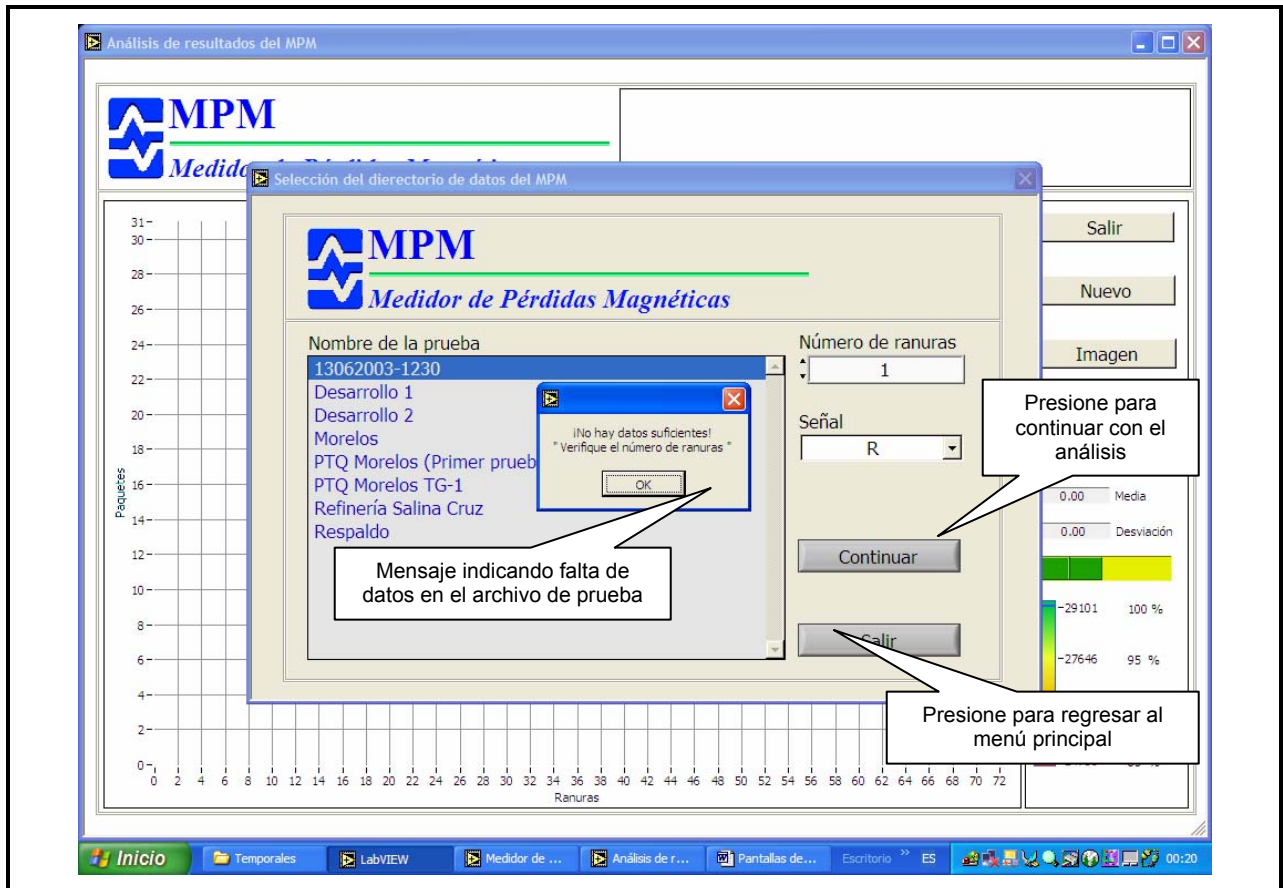 Análisis de resultados del MPM
MPM
Medido
Selección del dierectorio de datos del MPM
MPM
Medidor de Pérdidas Magnéticas
Nombre de la prueba
13062003-1230
Desarrollo 1
Desarrollo 2
Morelos
PTQ Morelos (Primer prueb
PTQ Morelos TG-1
Refinería Salina Cruz
Respaldo
Número de ranuras
1
Señal
R
Continuar
Salir
¡No hay datos suficientes!
" Verifique el número de ranuras "
OK
Mensaje indicando falta de
datos en el archivo de prueba
Presione para
continuar con el
análisis
Presione para regresar al
menú principal
Salir
Nuevo
Imagen
0.00 Media
0.00 Desviación
29101 100 %
27646 95 %
Paquetes
31
30
28
26
24
22
20
18
16
14
12
10
8
6
4
2
0
0 2 4 6 8 10 12 14 16 18 20 22 24 26 28 30 32 34 36 38 40 42 44 46 48 50 52 54 56 58 60 62 64 66 68 70 72
Ranuras
Inicio Temporales LabVIEW Medidor de ... Análisis de r... Pantallas de... Escritorio » ES 00:20